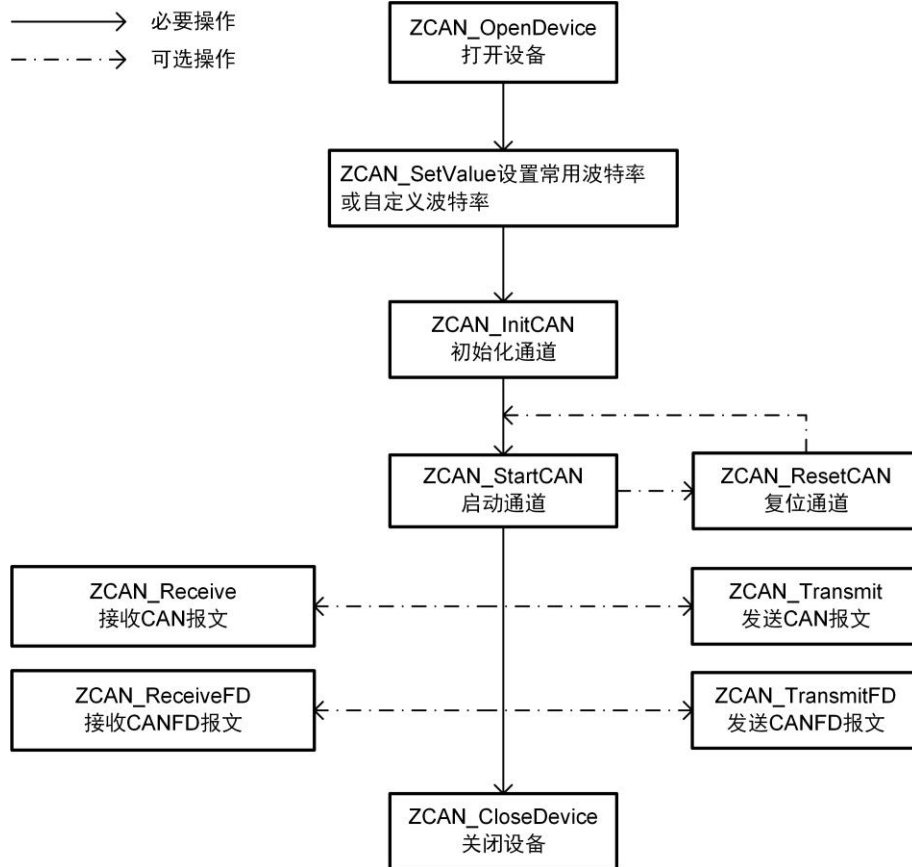 必要操作
可选操作
ZCAN_OpenDevice
打开设备
ZCAN_SetValue设置常用波特率
或自定义波特率
ZCAN_InitCAN
初始化通道
ZCAN_StartCAN
启动通道
ZCAN_ResetCAN
复位通道
ZCAN_Receive
接收CAN报文
ZCAN_Transmit
发送CAN报文
ZCAN_ReceiveFD
接收CANFD报文
ZCAN_TransmitFD
发送CANFD报文
ZCAN_CloseDevice
关闭设备